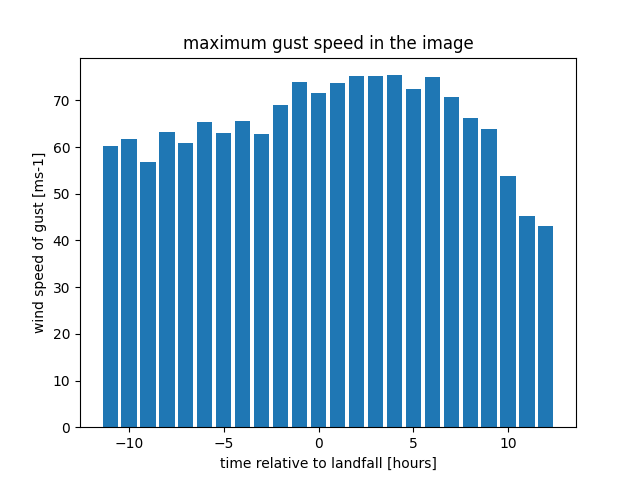 maximum gust speed in the image
wind speed of gust [ms-1]
70
60
50
40
30
20
10
0
−10 −5 0 5 10
time relative to landfall [hours]